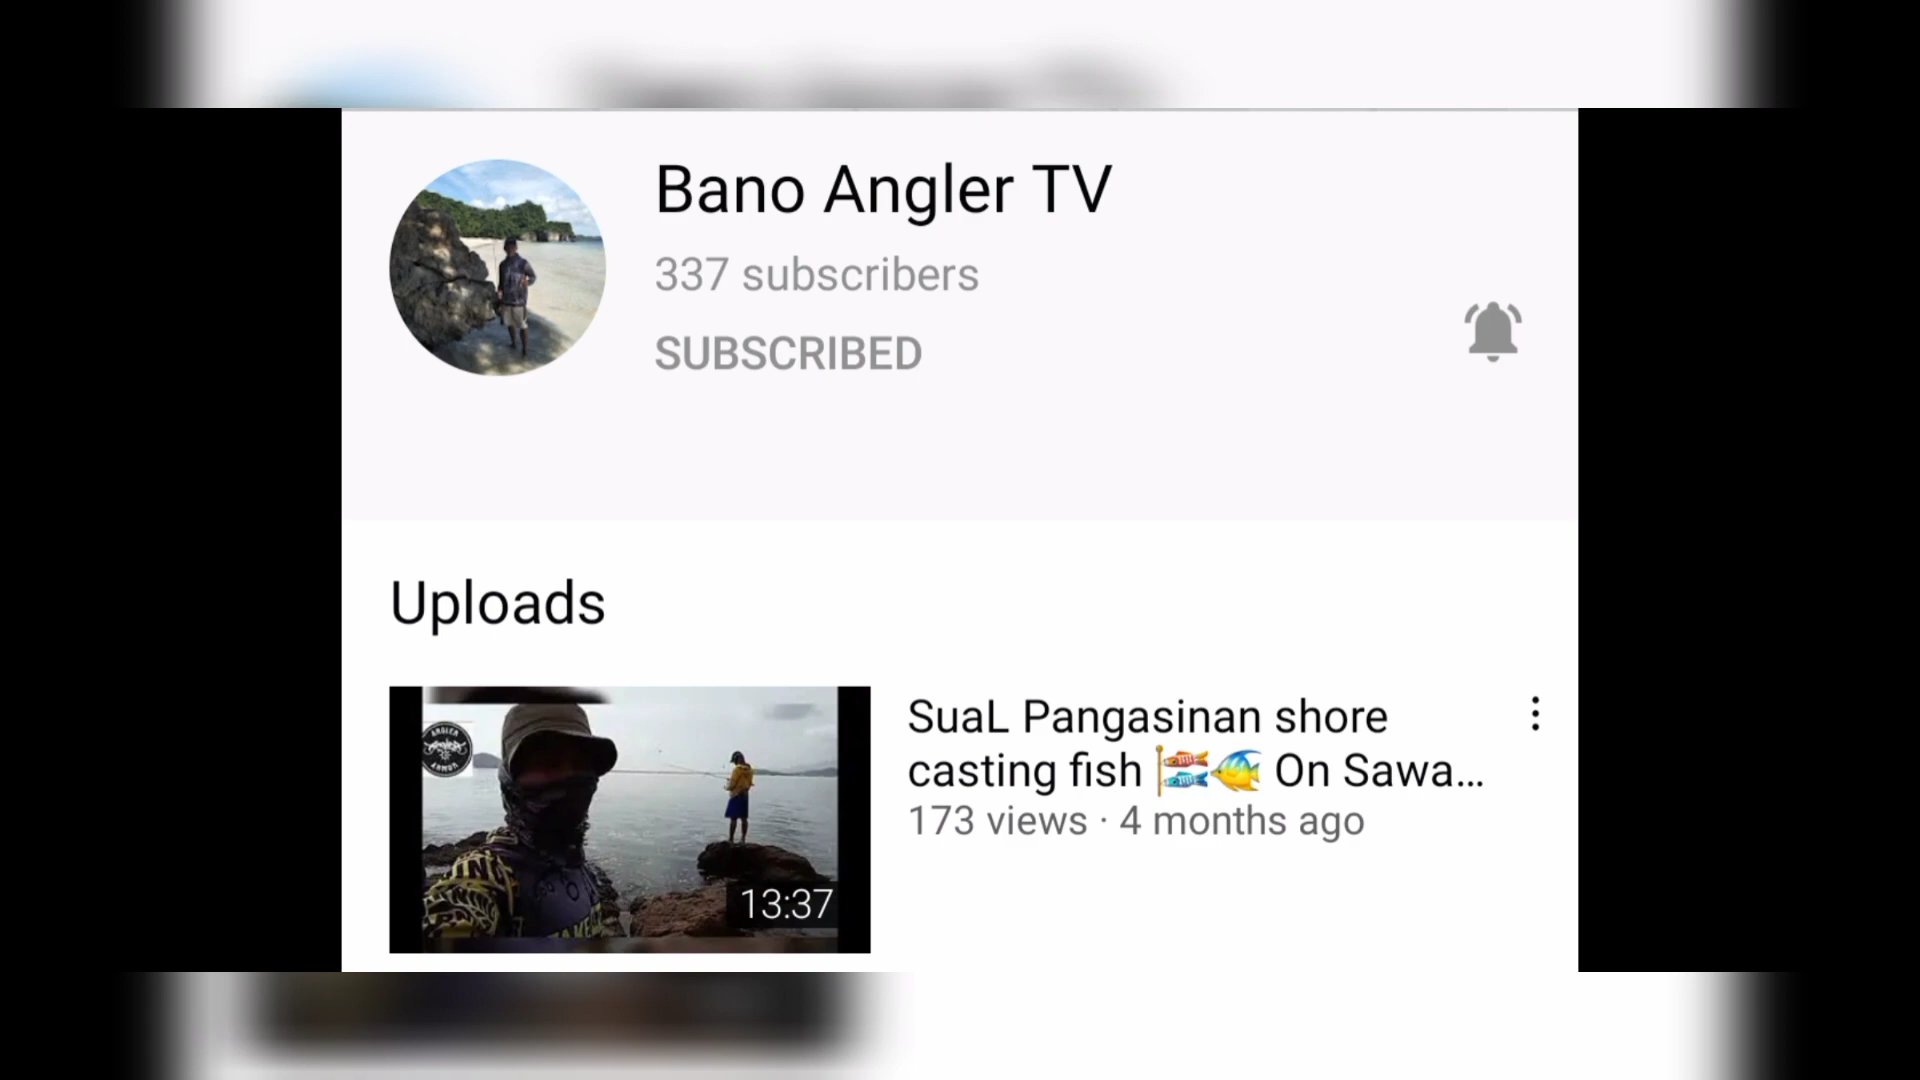 Bano Angler TV
337 subscribers
SUBSCRIBED
Uploads
ANGLER
13:37
SuaL Pangasinan shore
casting fish 🎏🐠 On Sawa...
173 views · 4 months ago